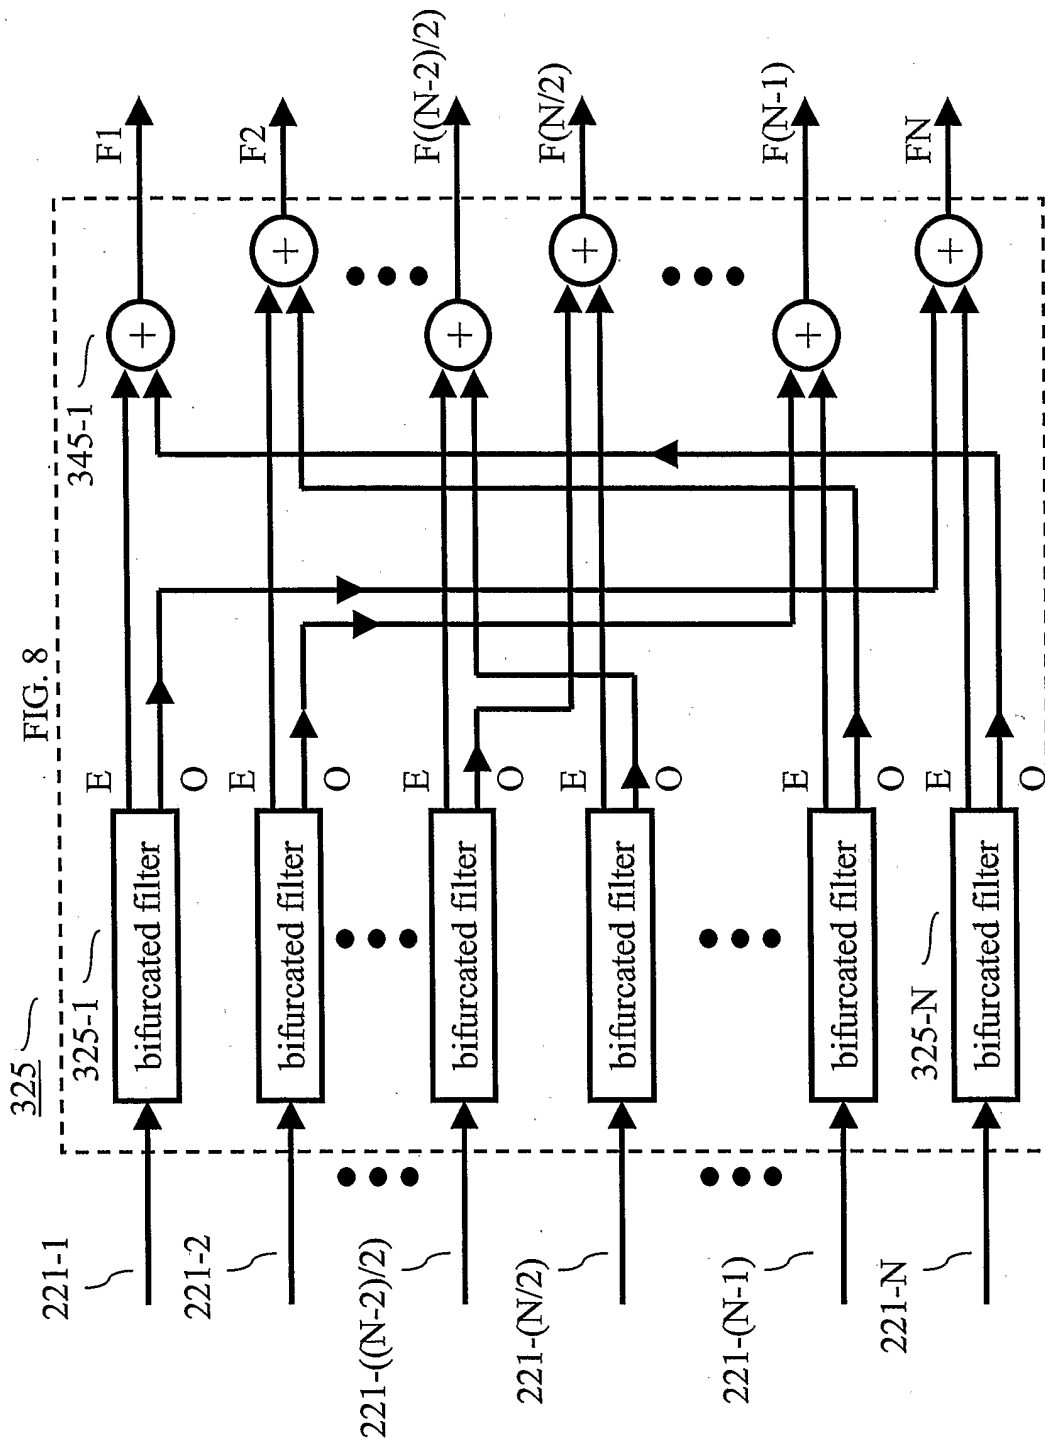 FIG. 8
325
221-1
325-1
bifurcated filter
E
O
345-1
+
F1
221-2
bifurcated filter
E
O
+
F2
221-((N-2)/2)
bifurcated filter
E
O
+
F((N-2)/2)
221-(N/2)
bifurcated filter
E
O
+
F(N/2)
221-(N-1)
bifurcated filter
E
O
+
F(N-1)
221-N
325-N
bifurcated filter
E
O
+
FN